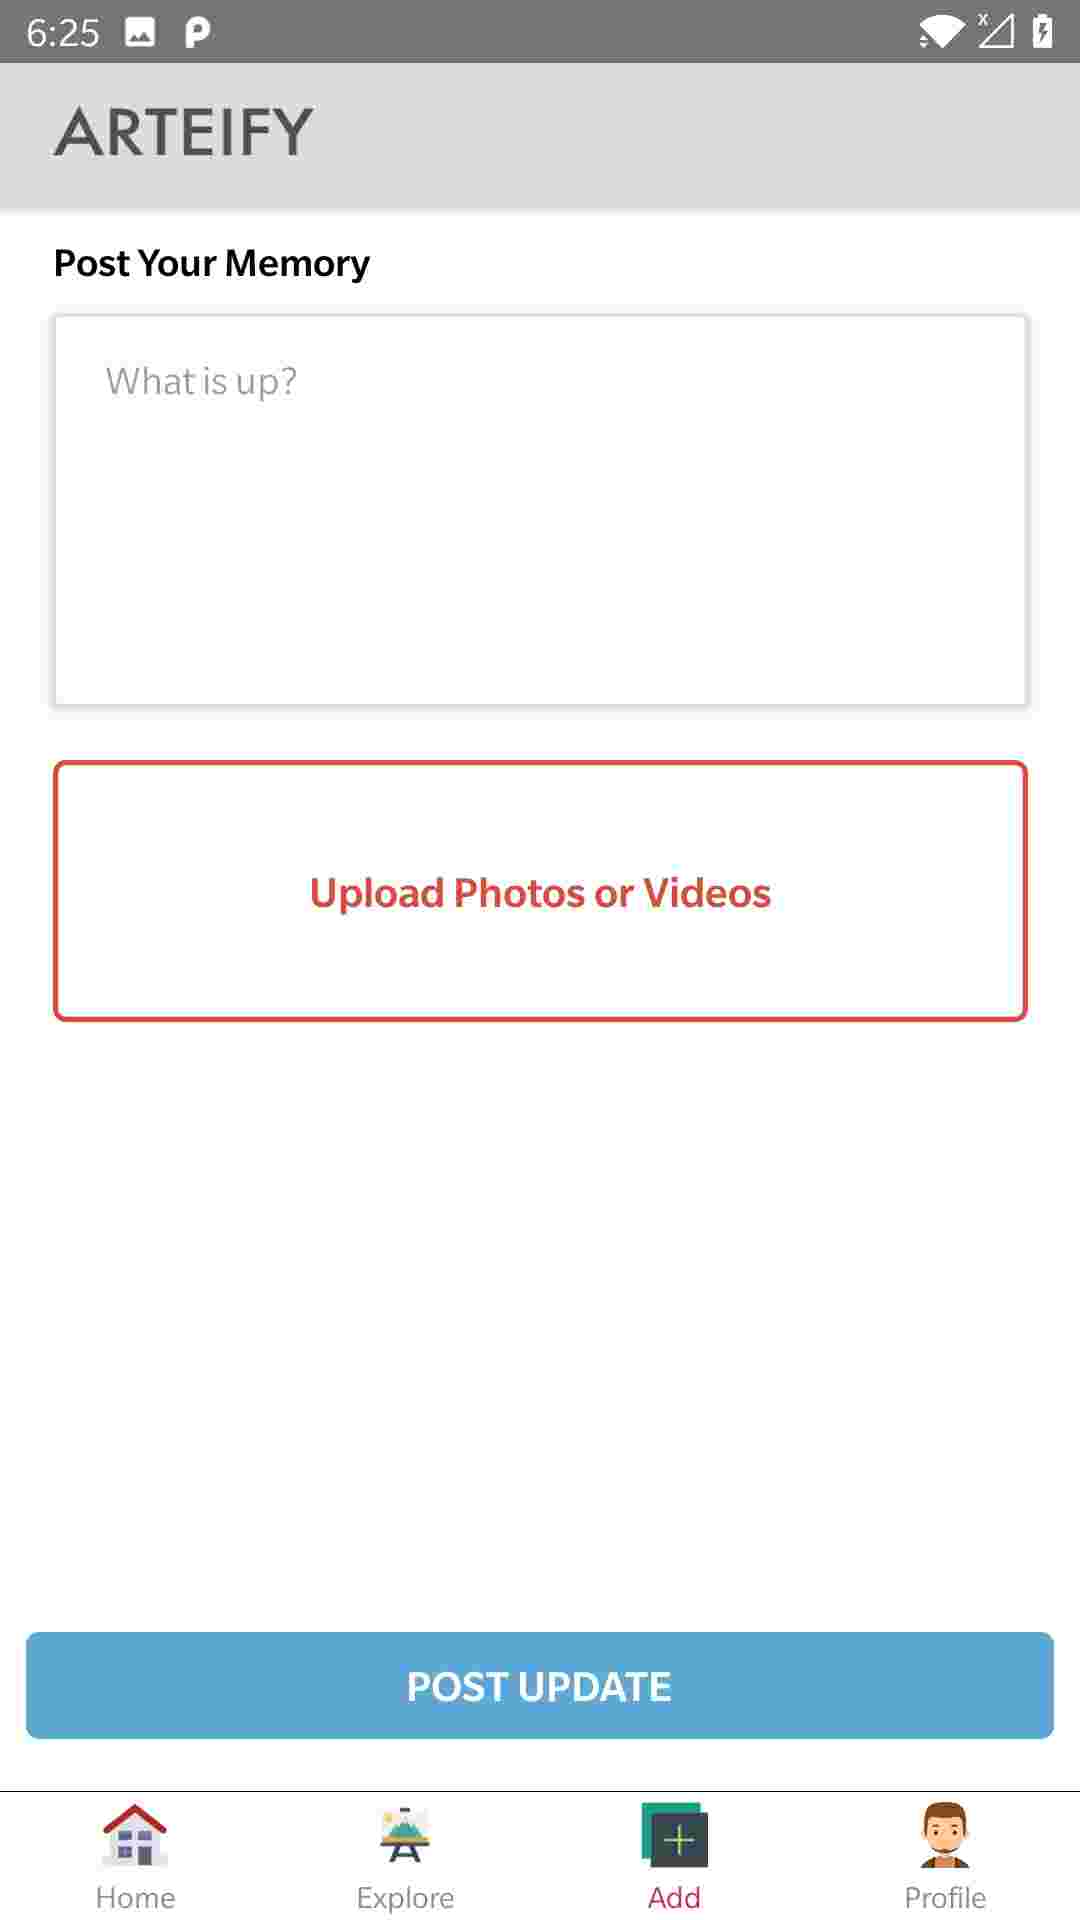 6:25
ARTEIFY
Post Your Memory
What is up?
Upload Photos or Videos
POST UPDATE
Home
Explore
Add
Profile